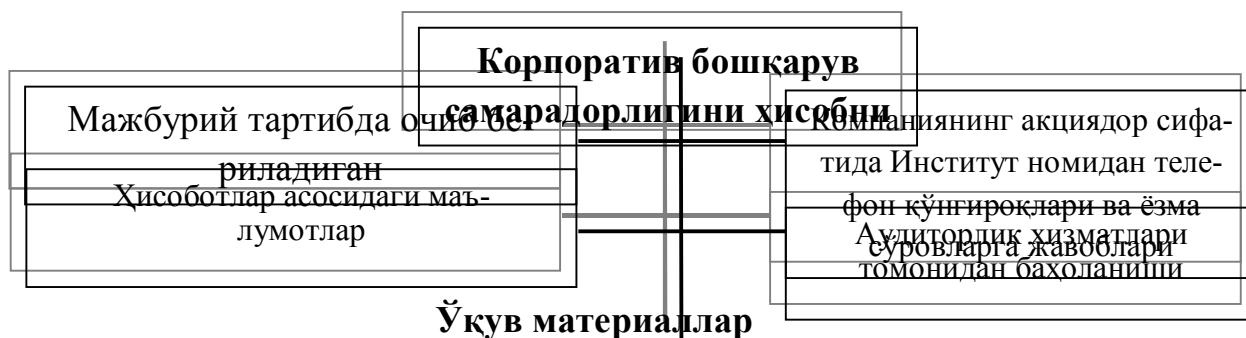 Корпоратив бошқарув
самарадорлигини ҳисобни
Мажбурий тартибда очиб бе-
риладиган
Ҳисоботлар асосидаги маъ-
лумотлар
Компаниянинг акциядор сифа-
тида Институт номидан теле-
фон қўнғироқлари ва ёзма
сўровларга жавоблари
Аудиторлик хизматлари
томонидан баҳоланиши
Ўқув материаллар